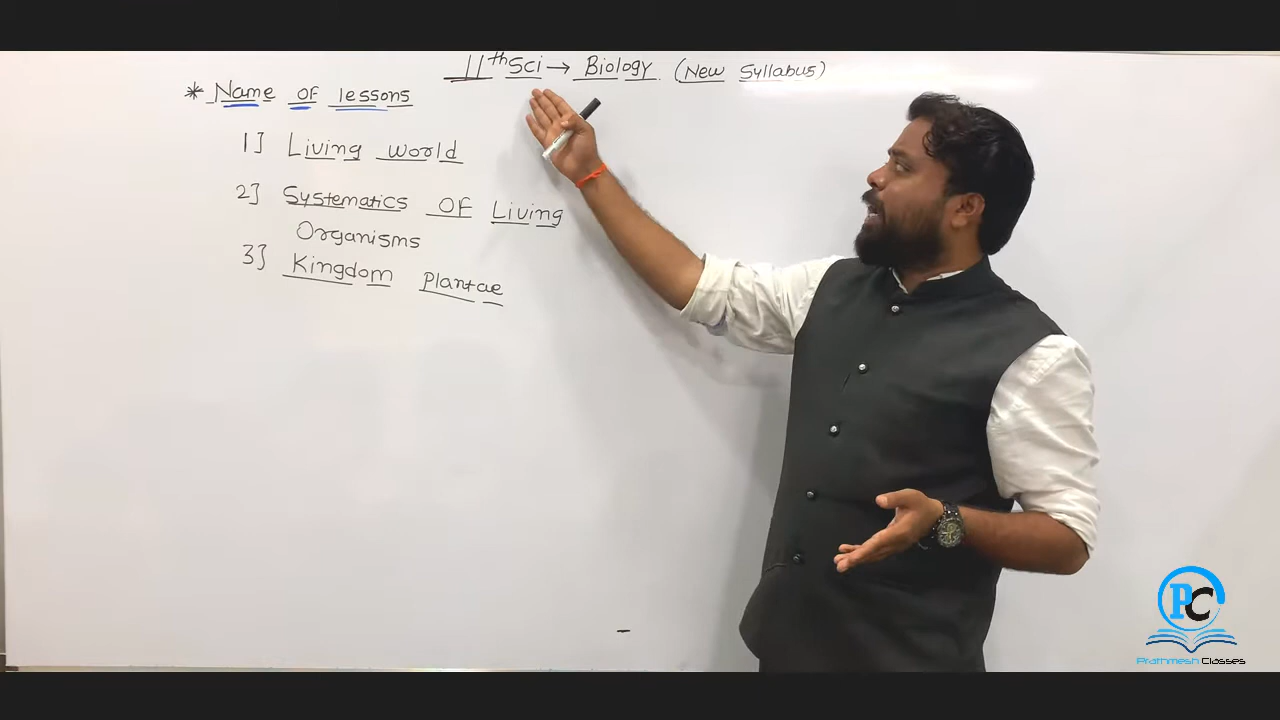 11th Sci → Biology (New Syllabus)
* Name of lessons
1] Living world
2] Systematics OF Living
Organisms
3] Kingdom plantae
PC
Prathmesh Classes